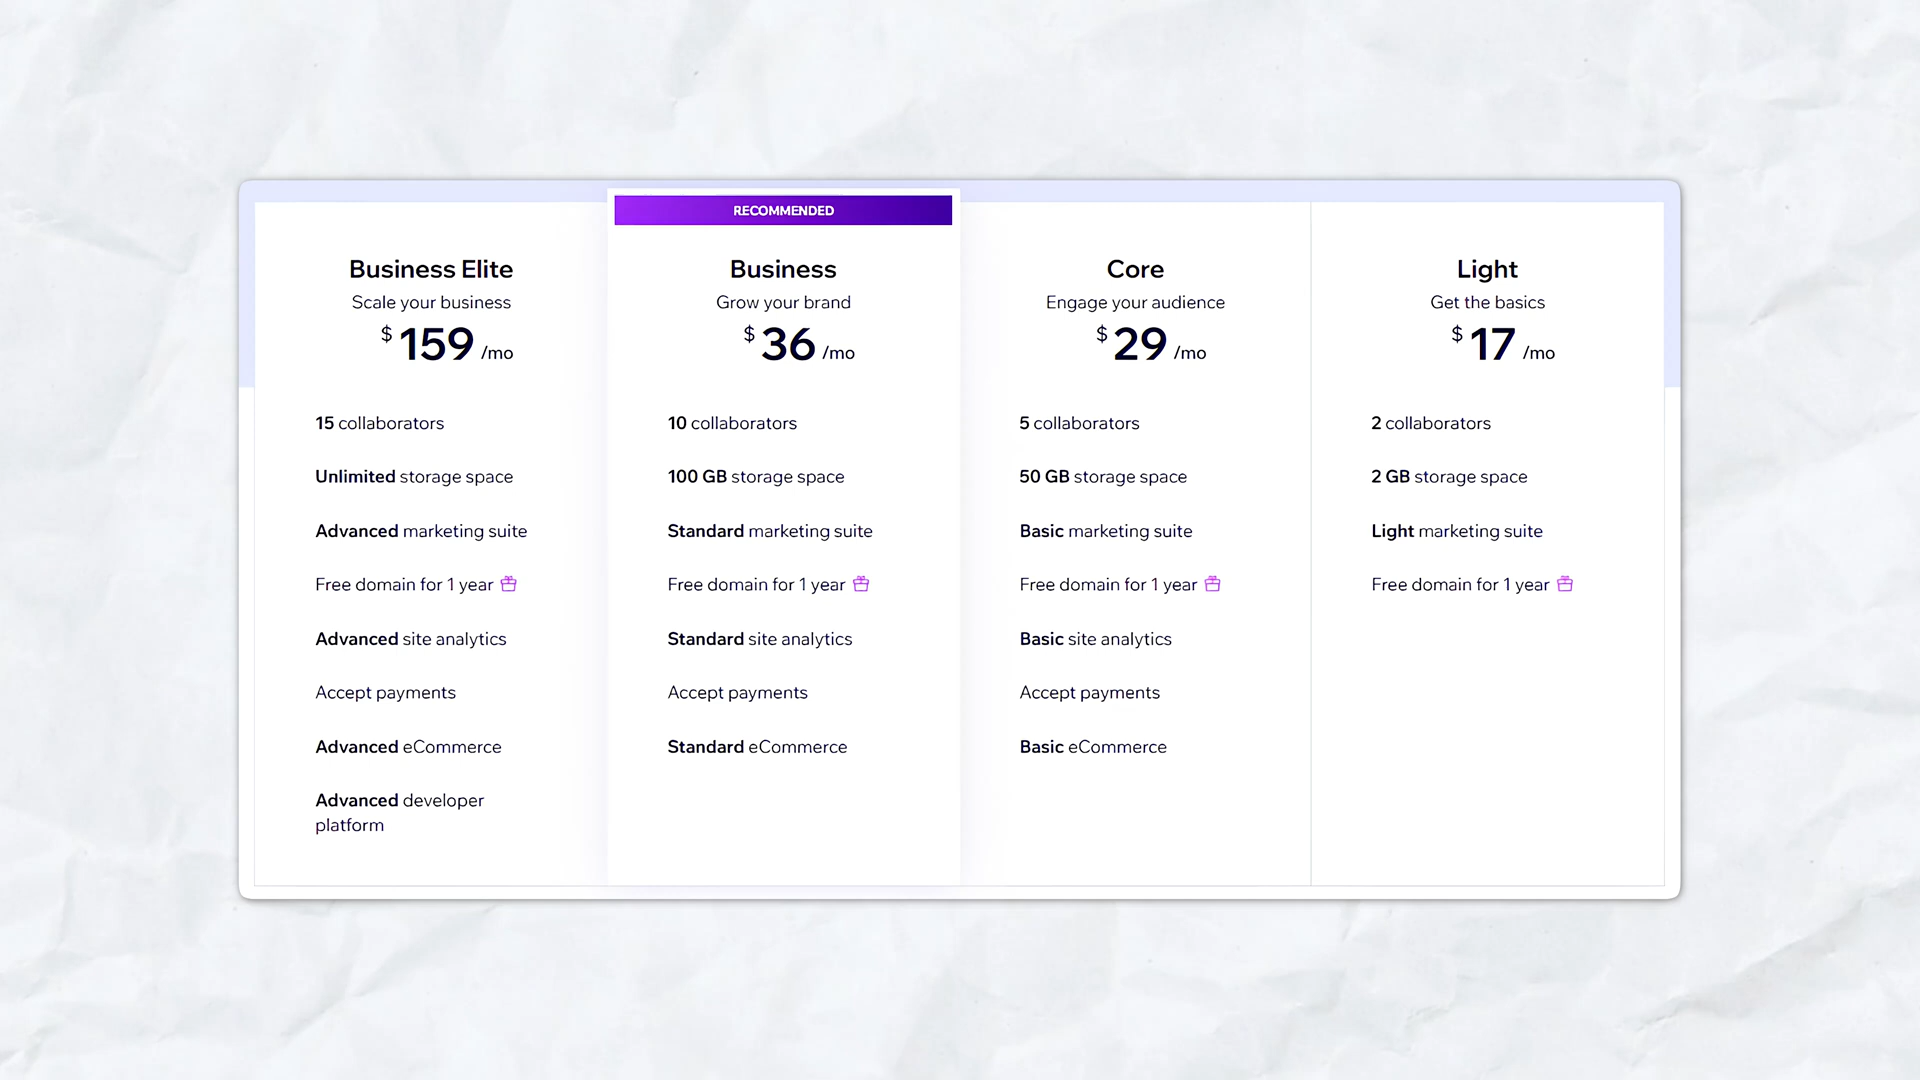 RECOMMENDED
Business Elite
Scale your business
$ 159 /mo
15 collaborators
Unlimited storage space
Advanced marketing suite
Free domain for 1 year
Advanced site analytics
Accept payments
Advanced eCommerce
Advanced developer
platform
Business
Grow your brand
$ 36 /mo
10 collaborators
100 GB storage space
Standard marketing suite
Free domain for 1 year
Standard site analytics
Accept payments
Standard eCommerce
Core
Engage your audience
$ 29 /mo
5 collaborators
50 GB storage space
Basic marketing suite
Free domain for 1 year
Basic site analytics
Accept payments
Basic eCommerce
Light
Get the basics
$ 17 /mo
2 collaborators
2 GB storage space
Light marketing suite
Free domain for 1 year